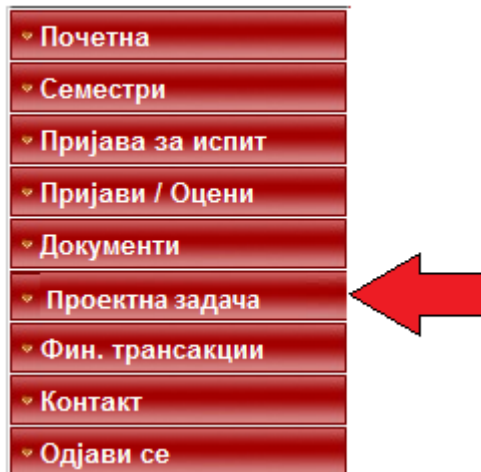 Почетна
Семестри
Пријава за испит
Пријави / Оцени
Документи
Проектна задача
Фин. трансакции
Контакт
Одјави се